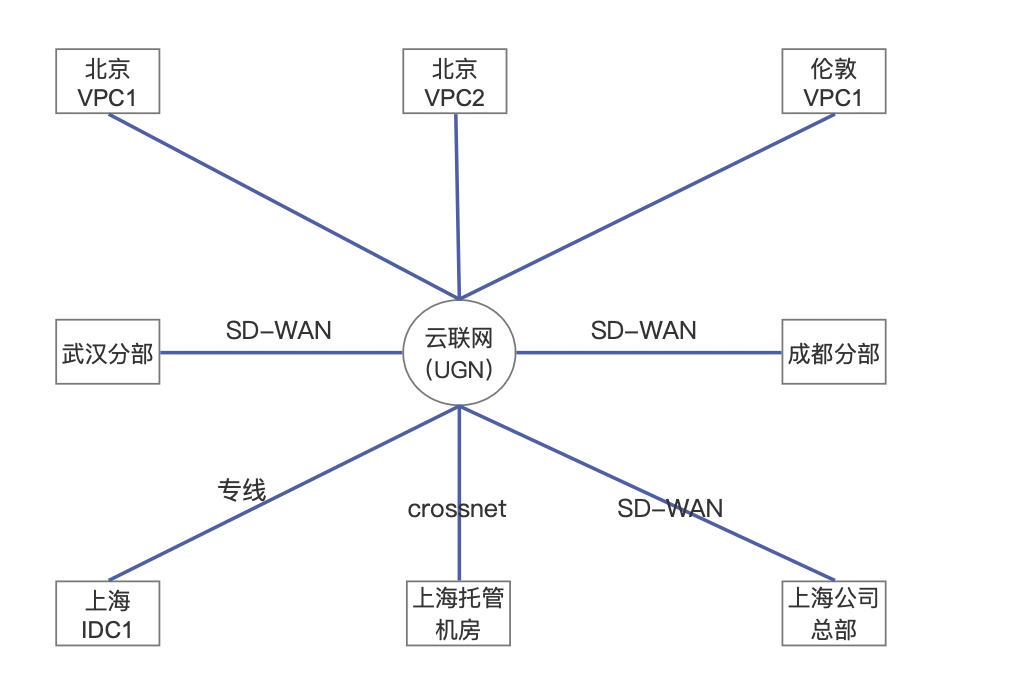 北京
VPC1
北京
VPC2
伦敦
VPC1
武汉分部
SD-WAN
云联网
(UGN)
SD-WAN
成都分部
专线
crossnet
SD-WAN
上海
IDC1
上海托管
机房
上海公司
总部